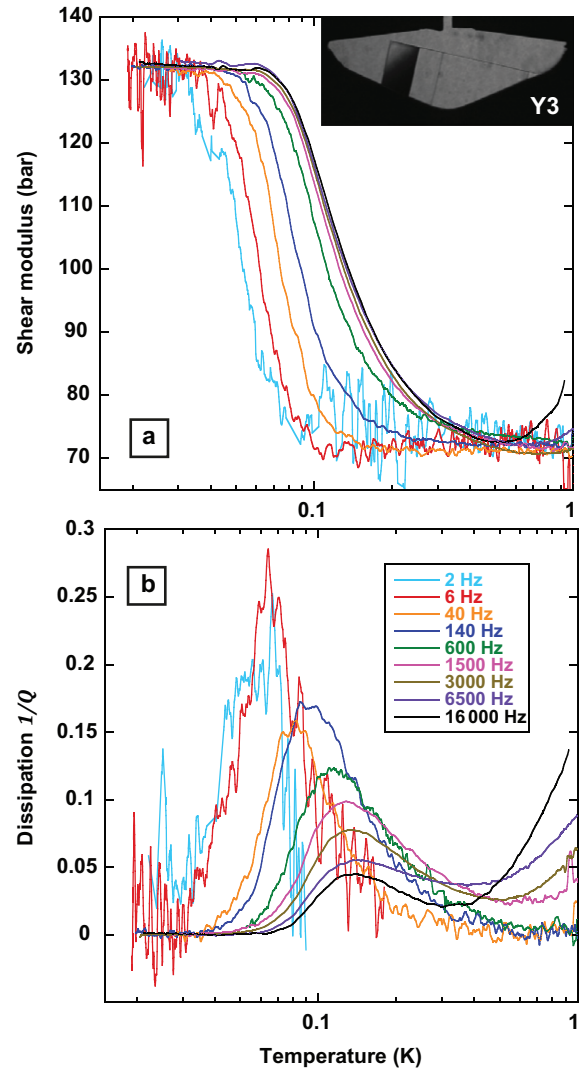 140
130
120
110
100
90
80
70
Shear modulus (bar)
Y3
a
0.1
1
b
0.3
0.25
0.2
0.15
0.1
0.05
0
Dissipation 1/Q
2 Hz
6 Hz
40 Hz
140 Hz
600 Hz
1500 Hz
3000 Hz
6500 Hz
16 000 Hz
0.1
1
Temperature (K)